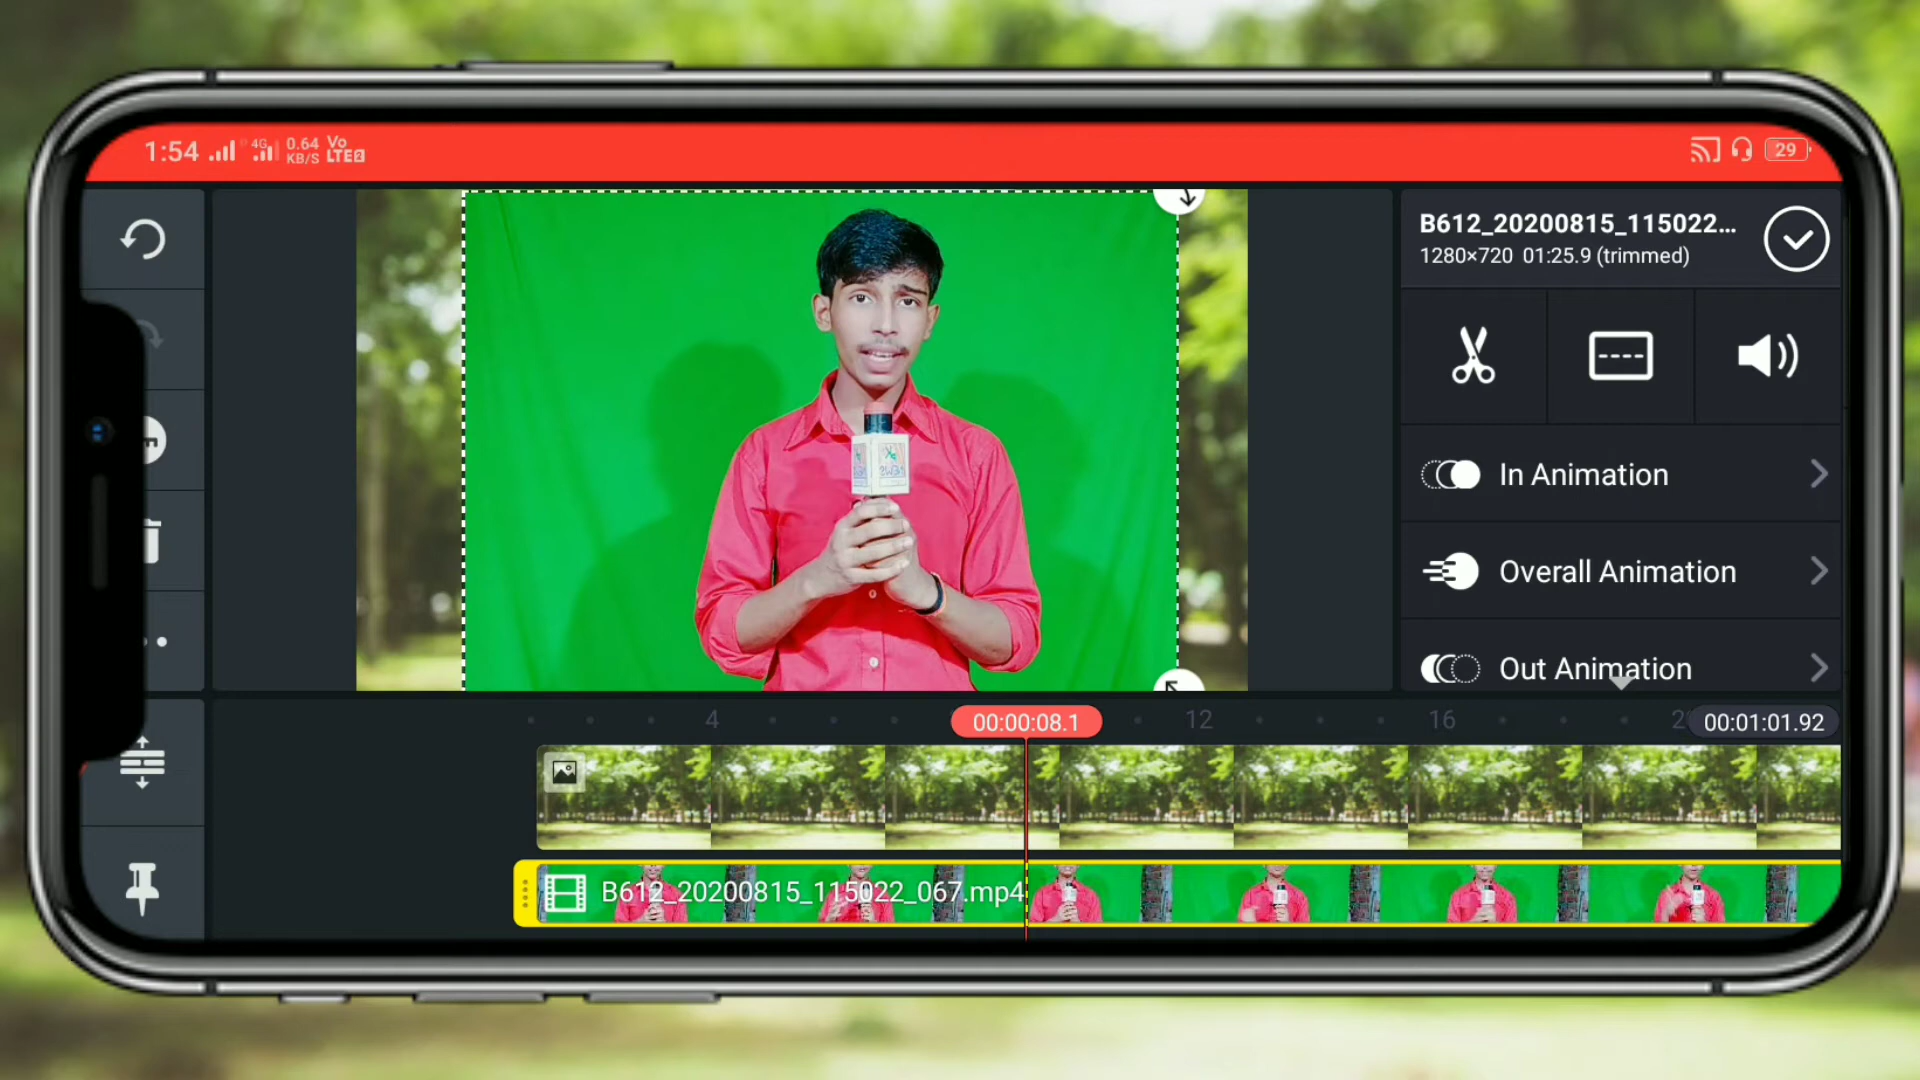 1:54 4G 0.64 KB/S Vo LTE2 29
B612_20200815_115022...
1280×720 01:25.9 (trimmed)
In Animation
Overall Animation
Out Animation
4 00:00:08.1 12 16 00:01:01.92
B612_20200815_115022_067.mp4